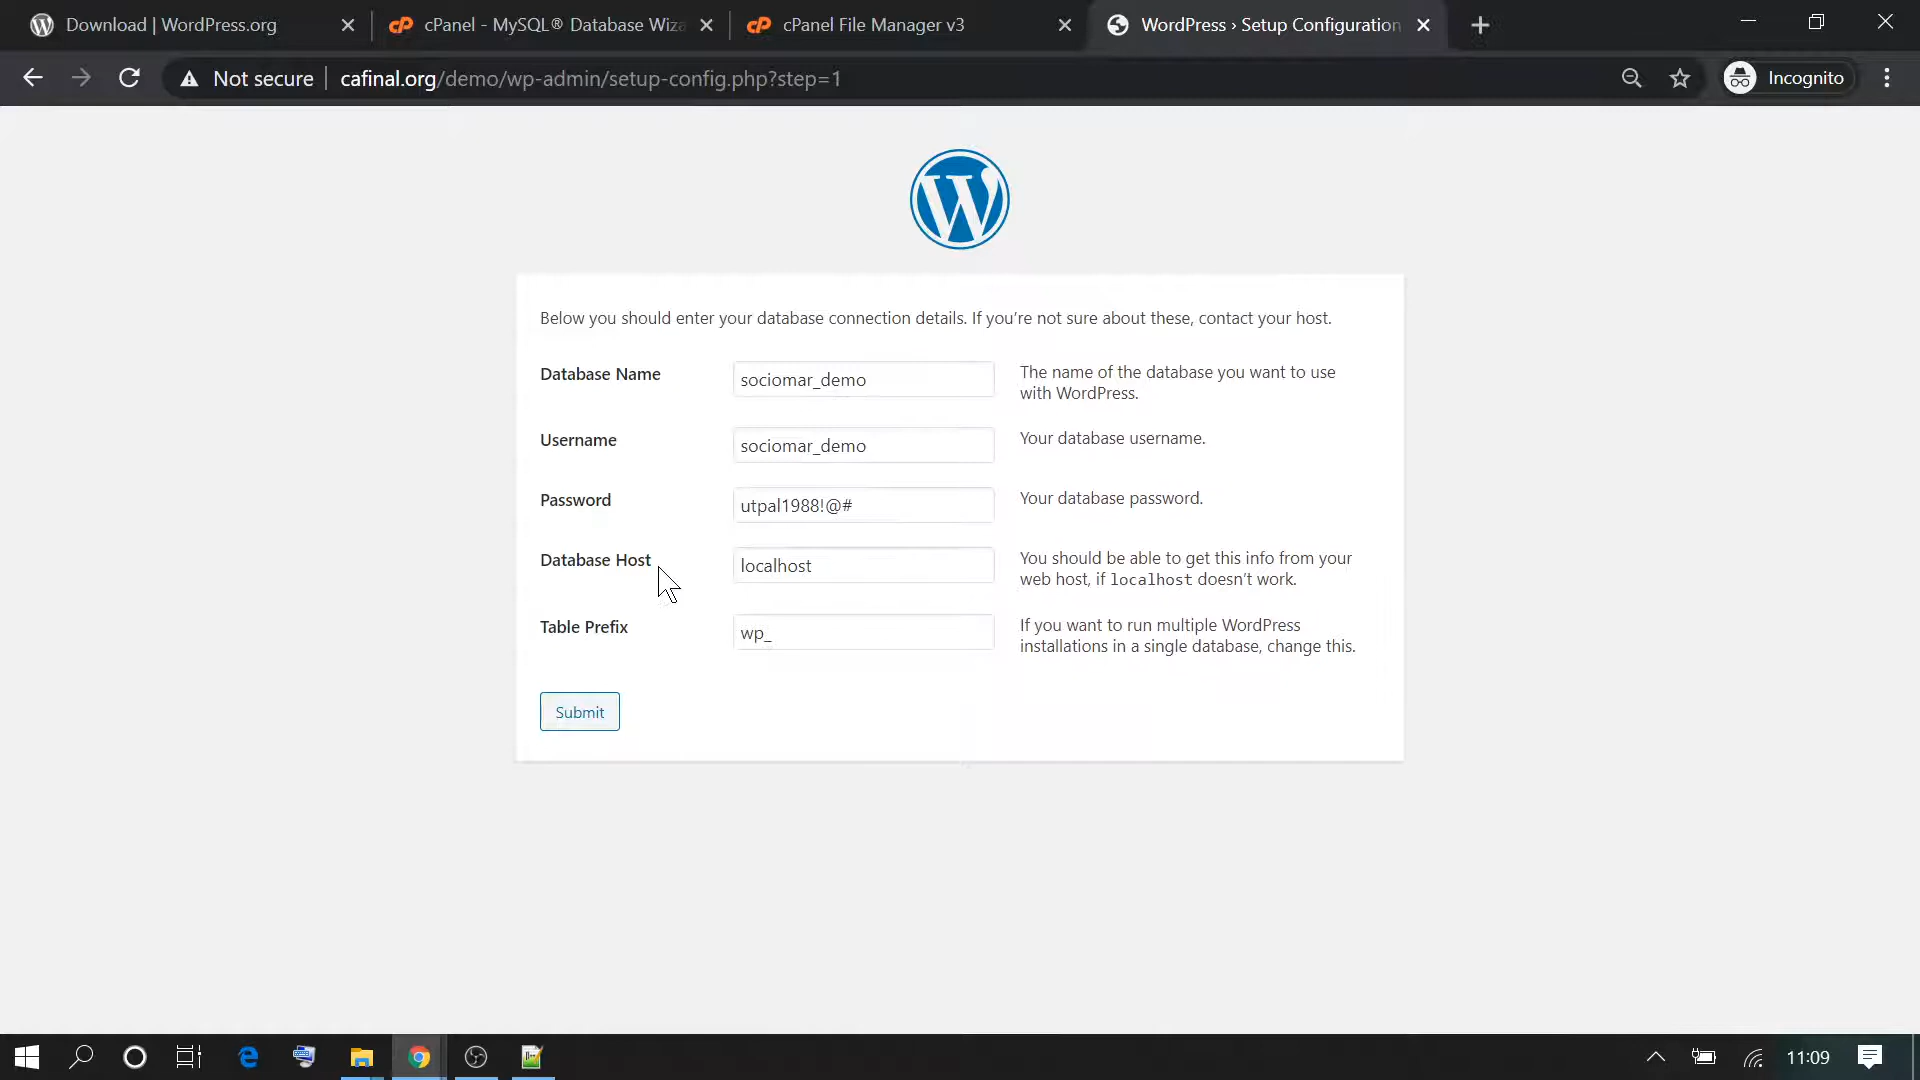 Download | WordPress.org
cPanel - MySQL® Database Wiza
cPanel File Manager v3
WordPress › Setup Configuration
Not secure
cafinal.org/demo/wp-admin/setup-config.php?step=1
Incognito
Below you should enter your database connection details. If you’re not sure about these, contact your host.
Database Name
sociomar_demo
The name of the database you want to use
with WordPress.
Username
sociomar_demo
Your database username.
Password
utpal1988!@#
Your database password.
Database Host
localhost
You should be able to get this info from your
web host, if localhost doesn’t work.
Table Prefix
wp_
If you want to run multiple WordPress
installations in a single database, change this.
Submit
11:09